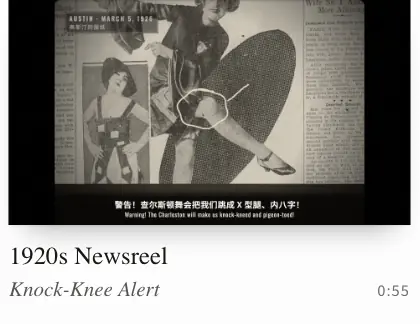 AUSTIN · MARCH 5, 1926
警告！查尔斯顿舞会把我们跳成 X 型腿、内八字！
Warning! The Charleston will make us knock-kneed and pigeon-toed!
1920s Newsreel
Knock-Knee Alert
0:55